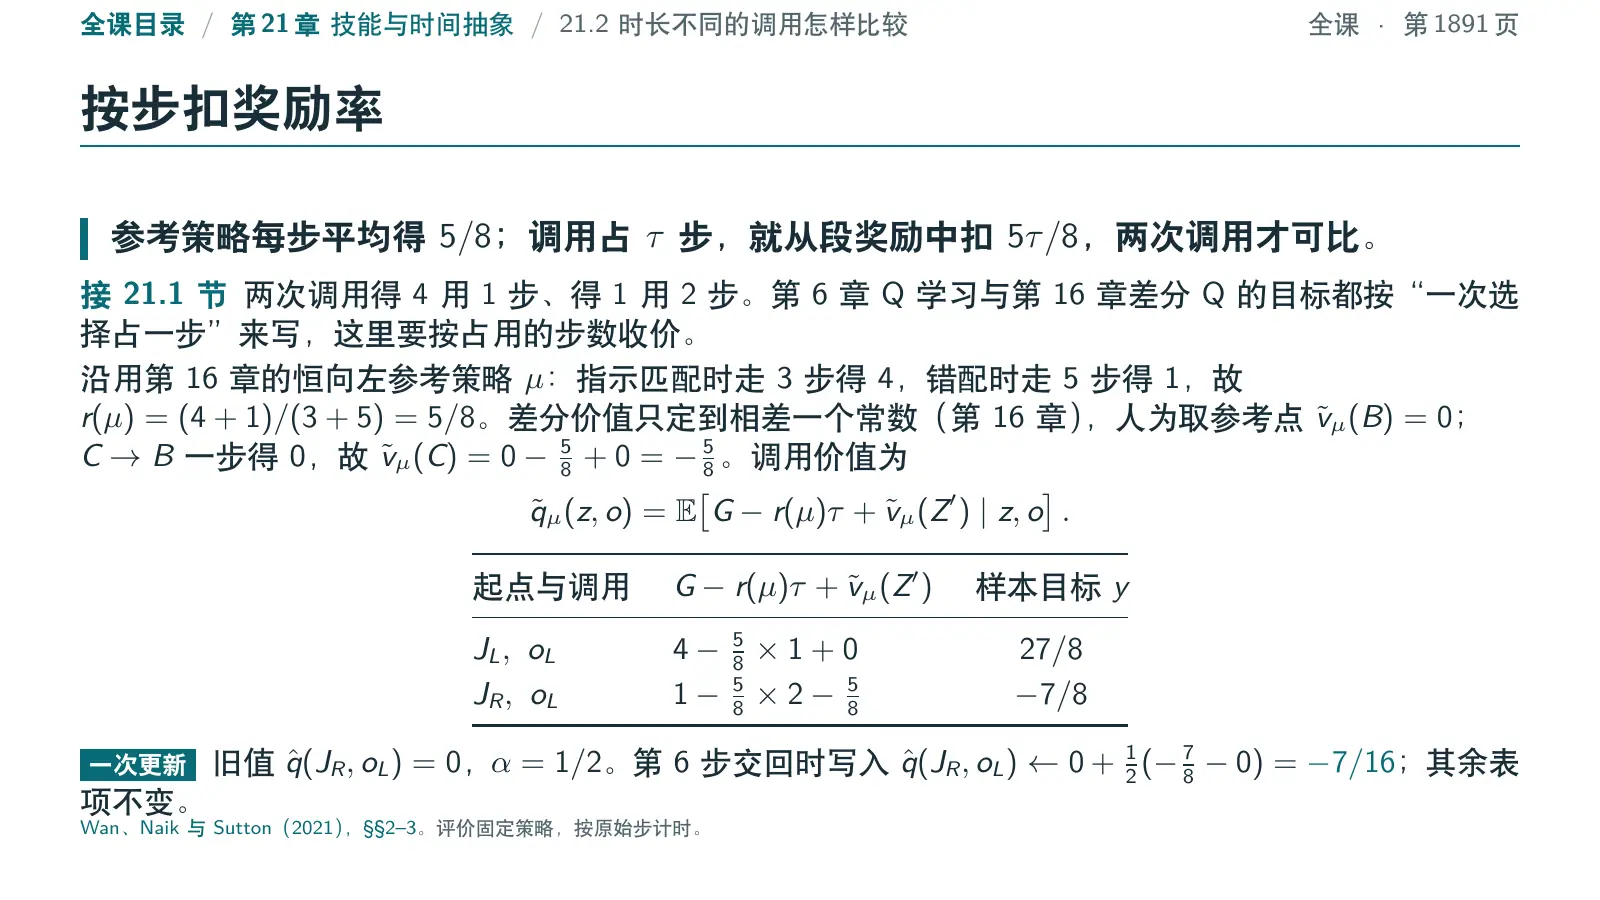 全课目录 / 第 21 章 技能与时间抽象 / 21.2 时长不同的调用怎样比较
全课 · 第 1891 页
按步扣奖励率
参考策略每步平均得 5/8；调用占 τ 步，就从段奖励中扣 5τ/8，两次调用才可比。
接 21.1 节 两次调用得 4 用 1 步、得 1 用 2 步。第 6 章 Q 学习与第 16 章差分 Q 的目标都按 “一次选
择占一步” 来写，这里要按占用的步数收价。
沿用第 16 章的恒向左参考策略 μ：指示匹配时走 3 步得 4，错配时走 5 步得 1，故
r(μ) = (4 + 1)/(3 + 5) = 5/8。差分价值只定到相差一个常数（第 16 章），人为取参考点 ṽ_μ(B) = 0；
C → B 一步得 0，故 ṽ_μ(C) = 0 − 5/8 + 0 = −5/8。调用价值为
q̃_μ(z, o) = 𝔼[G − r(μ)τ + ṽ_μ(Z′) | z, o] .
起点与调用 G − r(μ)τ + ṽ_μ(Z′) 样本目标 y
J_L, o_L 4 − 5/8 × 1 + 0 27/8
J_R, o_L 1 − 5/8 × 2 − 5/8 −7/8
一次更新 旧值 q̂(J_R, o_L) = 0，α = 1/2。第 6 步交回时写入 q̂(J_R, o_L) ← 0 + 1/2(−7/8 − 0) = −7/16；其余表
项不变。
Wan、Naik 与 Sutton（2021），§§2–3。评价固定策略，按原始步计时。